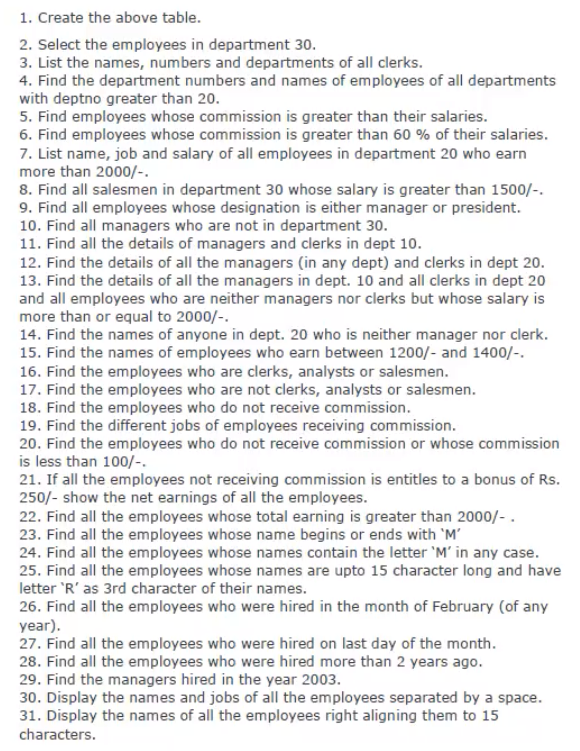 1. Create the above table.
2. Select the employees in department 30.
3. List the names, numbers and departments of all clerks.
4. Find the department numbers and names of employees of all departments
with deptno greater than 20.
5. Find employees whose commission is greater than their salaries.
6. Find employees whose commission is greater than 60 % of their salaries.
7. List name, job and salary of all employees in department 20 who earn
more than 2000/-.
8. Find all salesmen in department 30 whose salary is greater than 1500/-.
9. Find all employees whose designation is either manager or president.
10. Find all managers who are not in department 30.
11. Find all the details of managers and clerks in dept 10.
12. Find the details of all the managers (in any dept) and clerks in dept 20.
13. Find the details of all the managers in dept. 10 and all clerks in dept 20
and all employees who are neither managers nor clerks but whose salary is
more than or equal to 2000/-.
14. Find the names of anyone in dept. 20 who is neither manager nor clerk.
15. Find the names of employees who earn between 1200/- and 1400/-.
16. Find the employees who are clerks, analysts or salesmen.
17. Find the employees who are not clerks, analysts or salesmen.
18. Find the employees who do not receive commission.
19. Find the different jobs of employees receiving commission.
20. Find the employees who do not receive commission or whose commission
is less than 100/-.
21. If all the employees not receiving commission is entitles to a bonus of Rs.
250/- show the net earnings of all the employees.
22. Find all the employees whose total earning is greater than 2000/- .
23. Find all the employees whose name begins or ends with ‘M’
24. Find all the employees whose names contain the letter ‘M’ in any case.
25. Find all the employees whose names are upto 15 character long and have
letter ‘R’ as 3rd character of their names.
26. Find all the employees who were hired in the month of February (of any
year).
27. Find all the employees who were hired on last day of the month.
28. Find all the employees who were hired more than 2 years ago.
29. Find the managers hired in the year 2003.
30. Display the names and jobs of all the employees separated by a space.
31. Display the names of all the employees right aligning them to 15
characters.